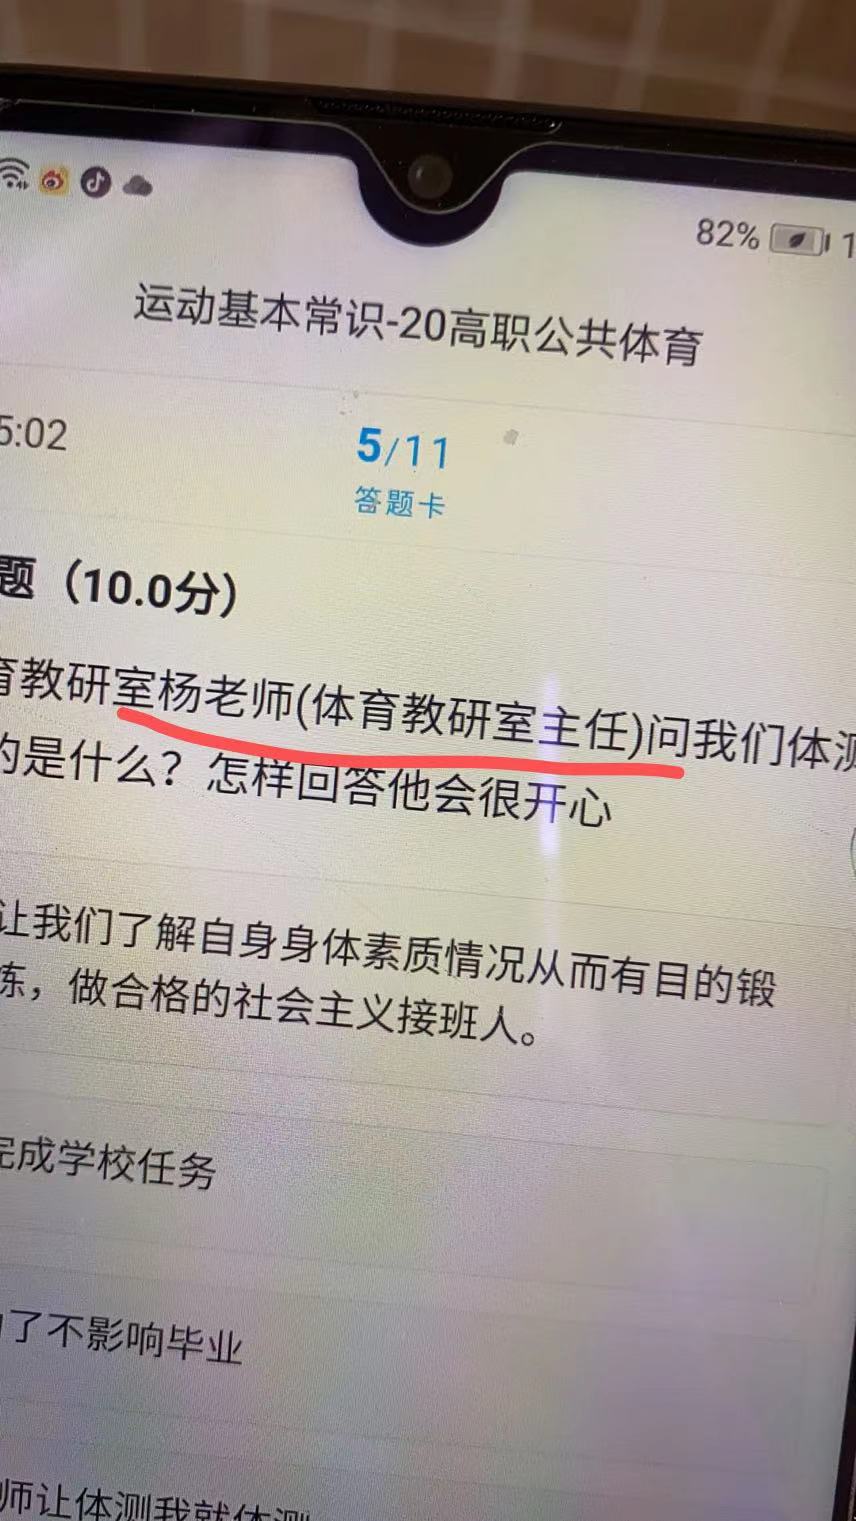 82%
运动基本常识-20高职公共体育
5:02
5/11
答题卡
题（10.0分）
育教研室杨老师(体育教研室主任)问我们体测
的是什么？怎样回答他会很开心
让我们了解自身身体素质情况从而有目的锻
炼，做合格的社会主义接班人。
完成学校任务
了不影响毕业
师让体测我就体测